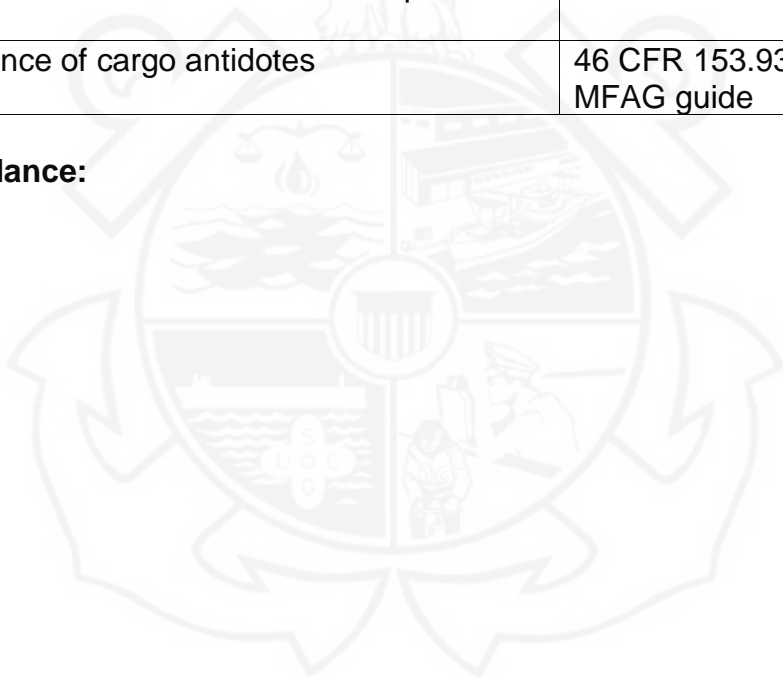 nce of cargo antidotes
46 CFR 153.93
MFAG guide
lance:
U S C G
O